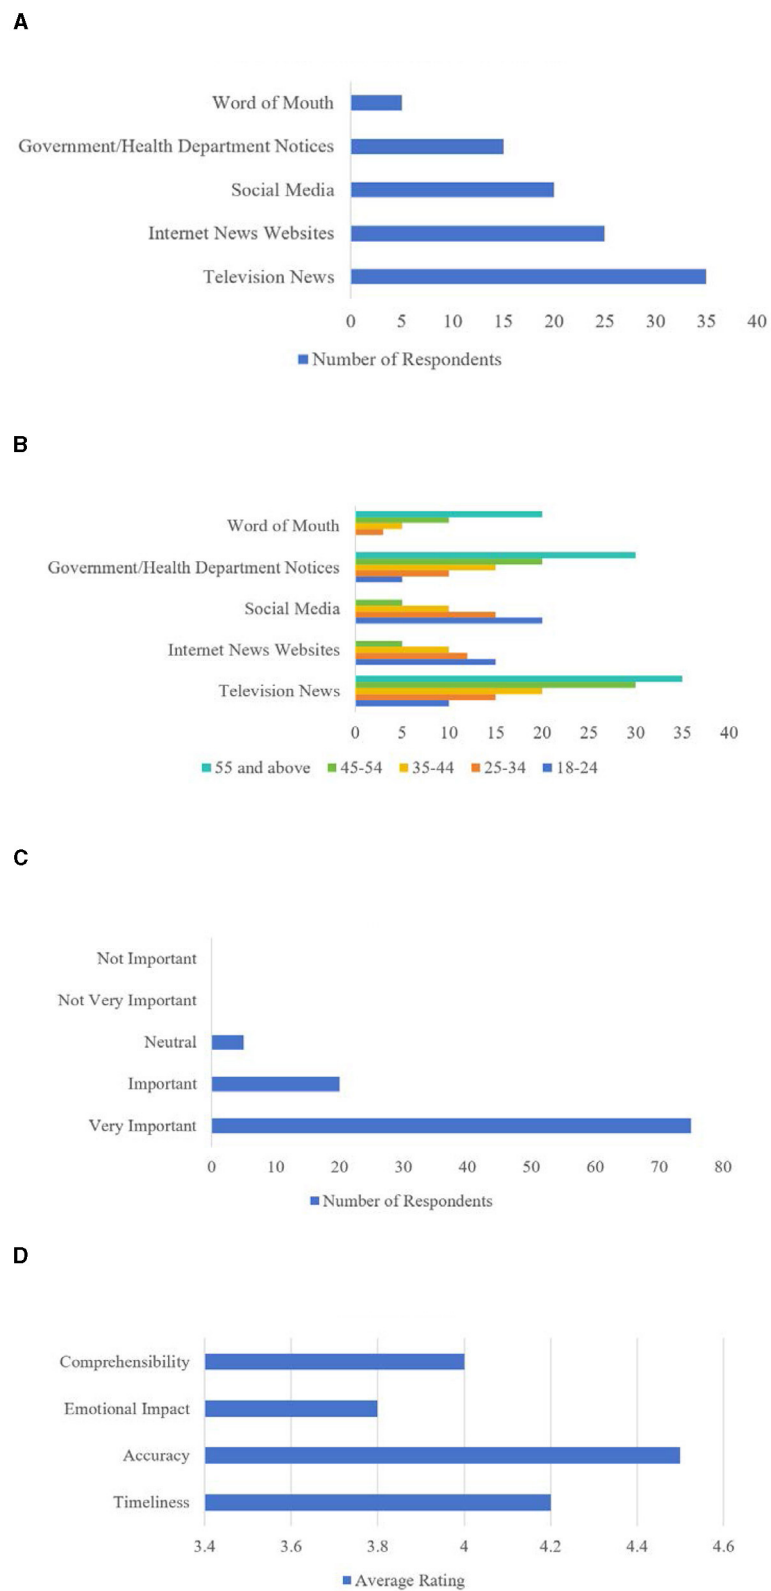 A
Word of Mouth
Government/Health Department Notices
Social Media
Internet News Websites
Television News
0 5 10 15 20 25 30 35 40
Number of Respondents
B
Word of Mouth
Government/Health Department Notices
Social Media
Internet News Websites
Television News
0 5 10 15 20 25 30 35 40
55 and above 45-54 35-44 25-34 18-24
C
Not Important
Not Very Important
Neutral
Important
Very Important
0 10 20 30 40 50 60 70 80
Number of Respondents
D
Comprehensibility
Emotional Impact
Accuracy
Timeliness
3.4 3.6 3.8 4 4.2 4.4 4.6
Average Rating